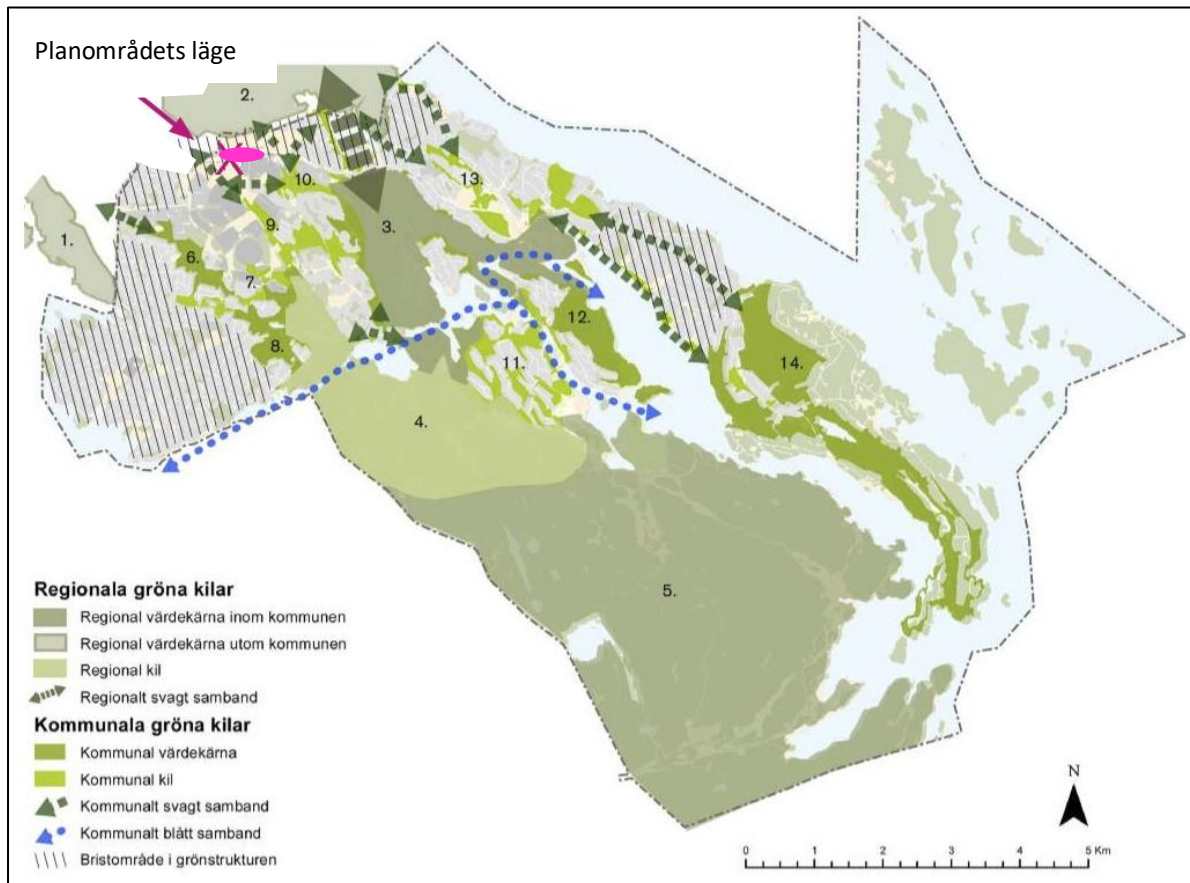 Planområdets läge
2.
1.
10.
13.
3.
9.
6.
7.
8.
12.
11.
14.
4.
5.
Regionala gröna kilar
Regional värdekärna inom kommunen
Regional värdekärna utom kommunen
Regional kil
Regionalt svagt samband
Kommunala gröna kilar
Kommunal värdekärna
Kommunal kil
Kommunalt svagt samband
Kommunalt blått samband
Bristområde i grönstrukturen
N
0 1 2 3 4 5 Km